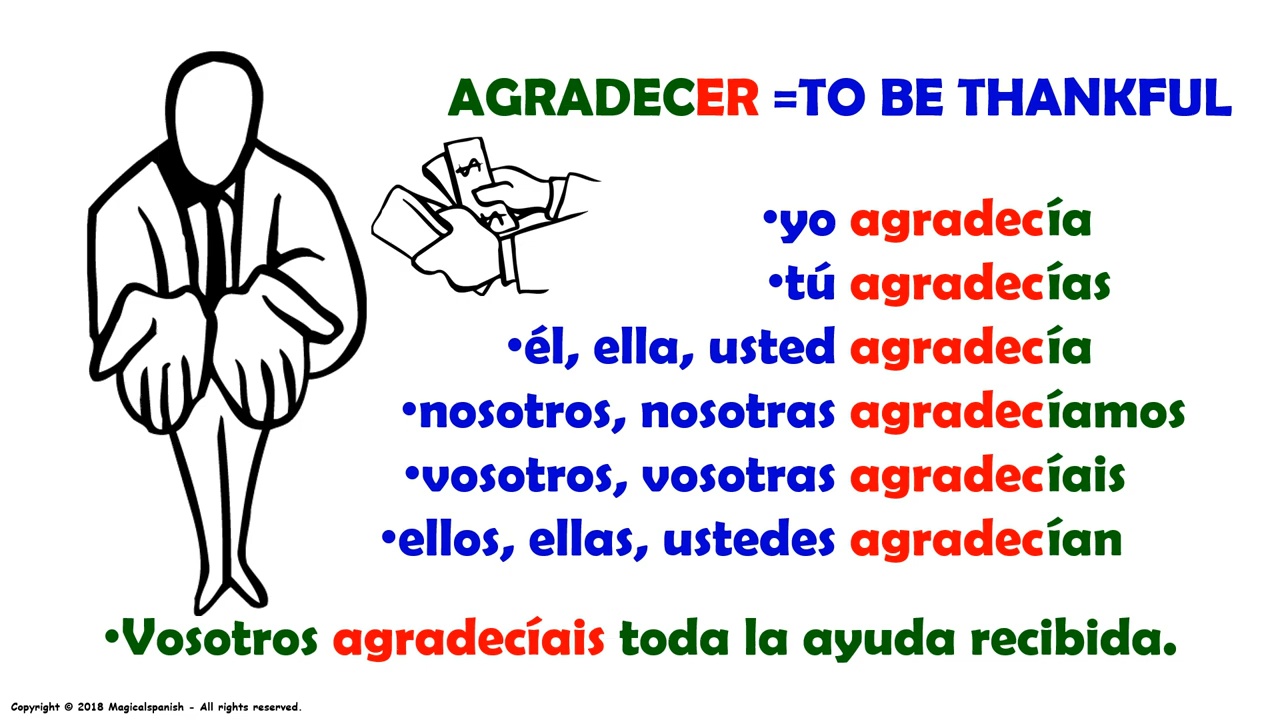 AGRADECER =TO BE THANKFUL
•yo agradecía
•tú agradecías
•él, ella, usted agradecía
•nosotros, nosotras agradecíamos
•vosotros, vosotras agradecíais
•ellos, ellas, ustedes agradecían
•Vosotros agradecíais toda la ayuda recibida.
Copyright © 2018 Magicalspanish - All rights reserved.